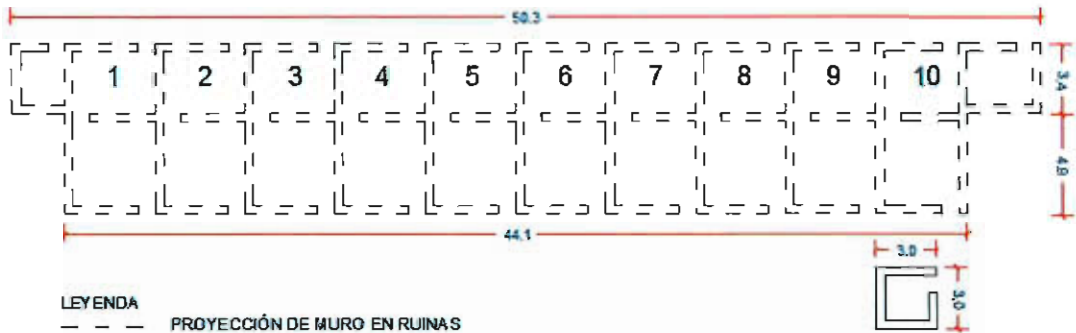 50.3
1 2 3 4 5 6 7 8 9 10
3.4
4.9
44.1
3.0
3.0
LEYENDA
PROYECCIÓN DE MURO EN RUINAS